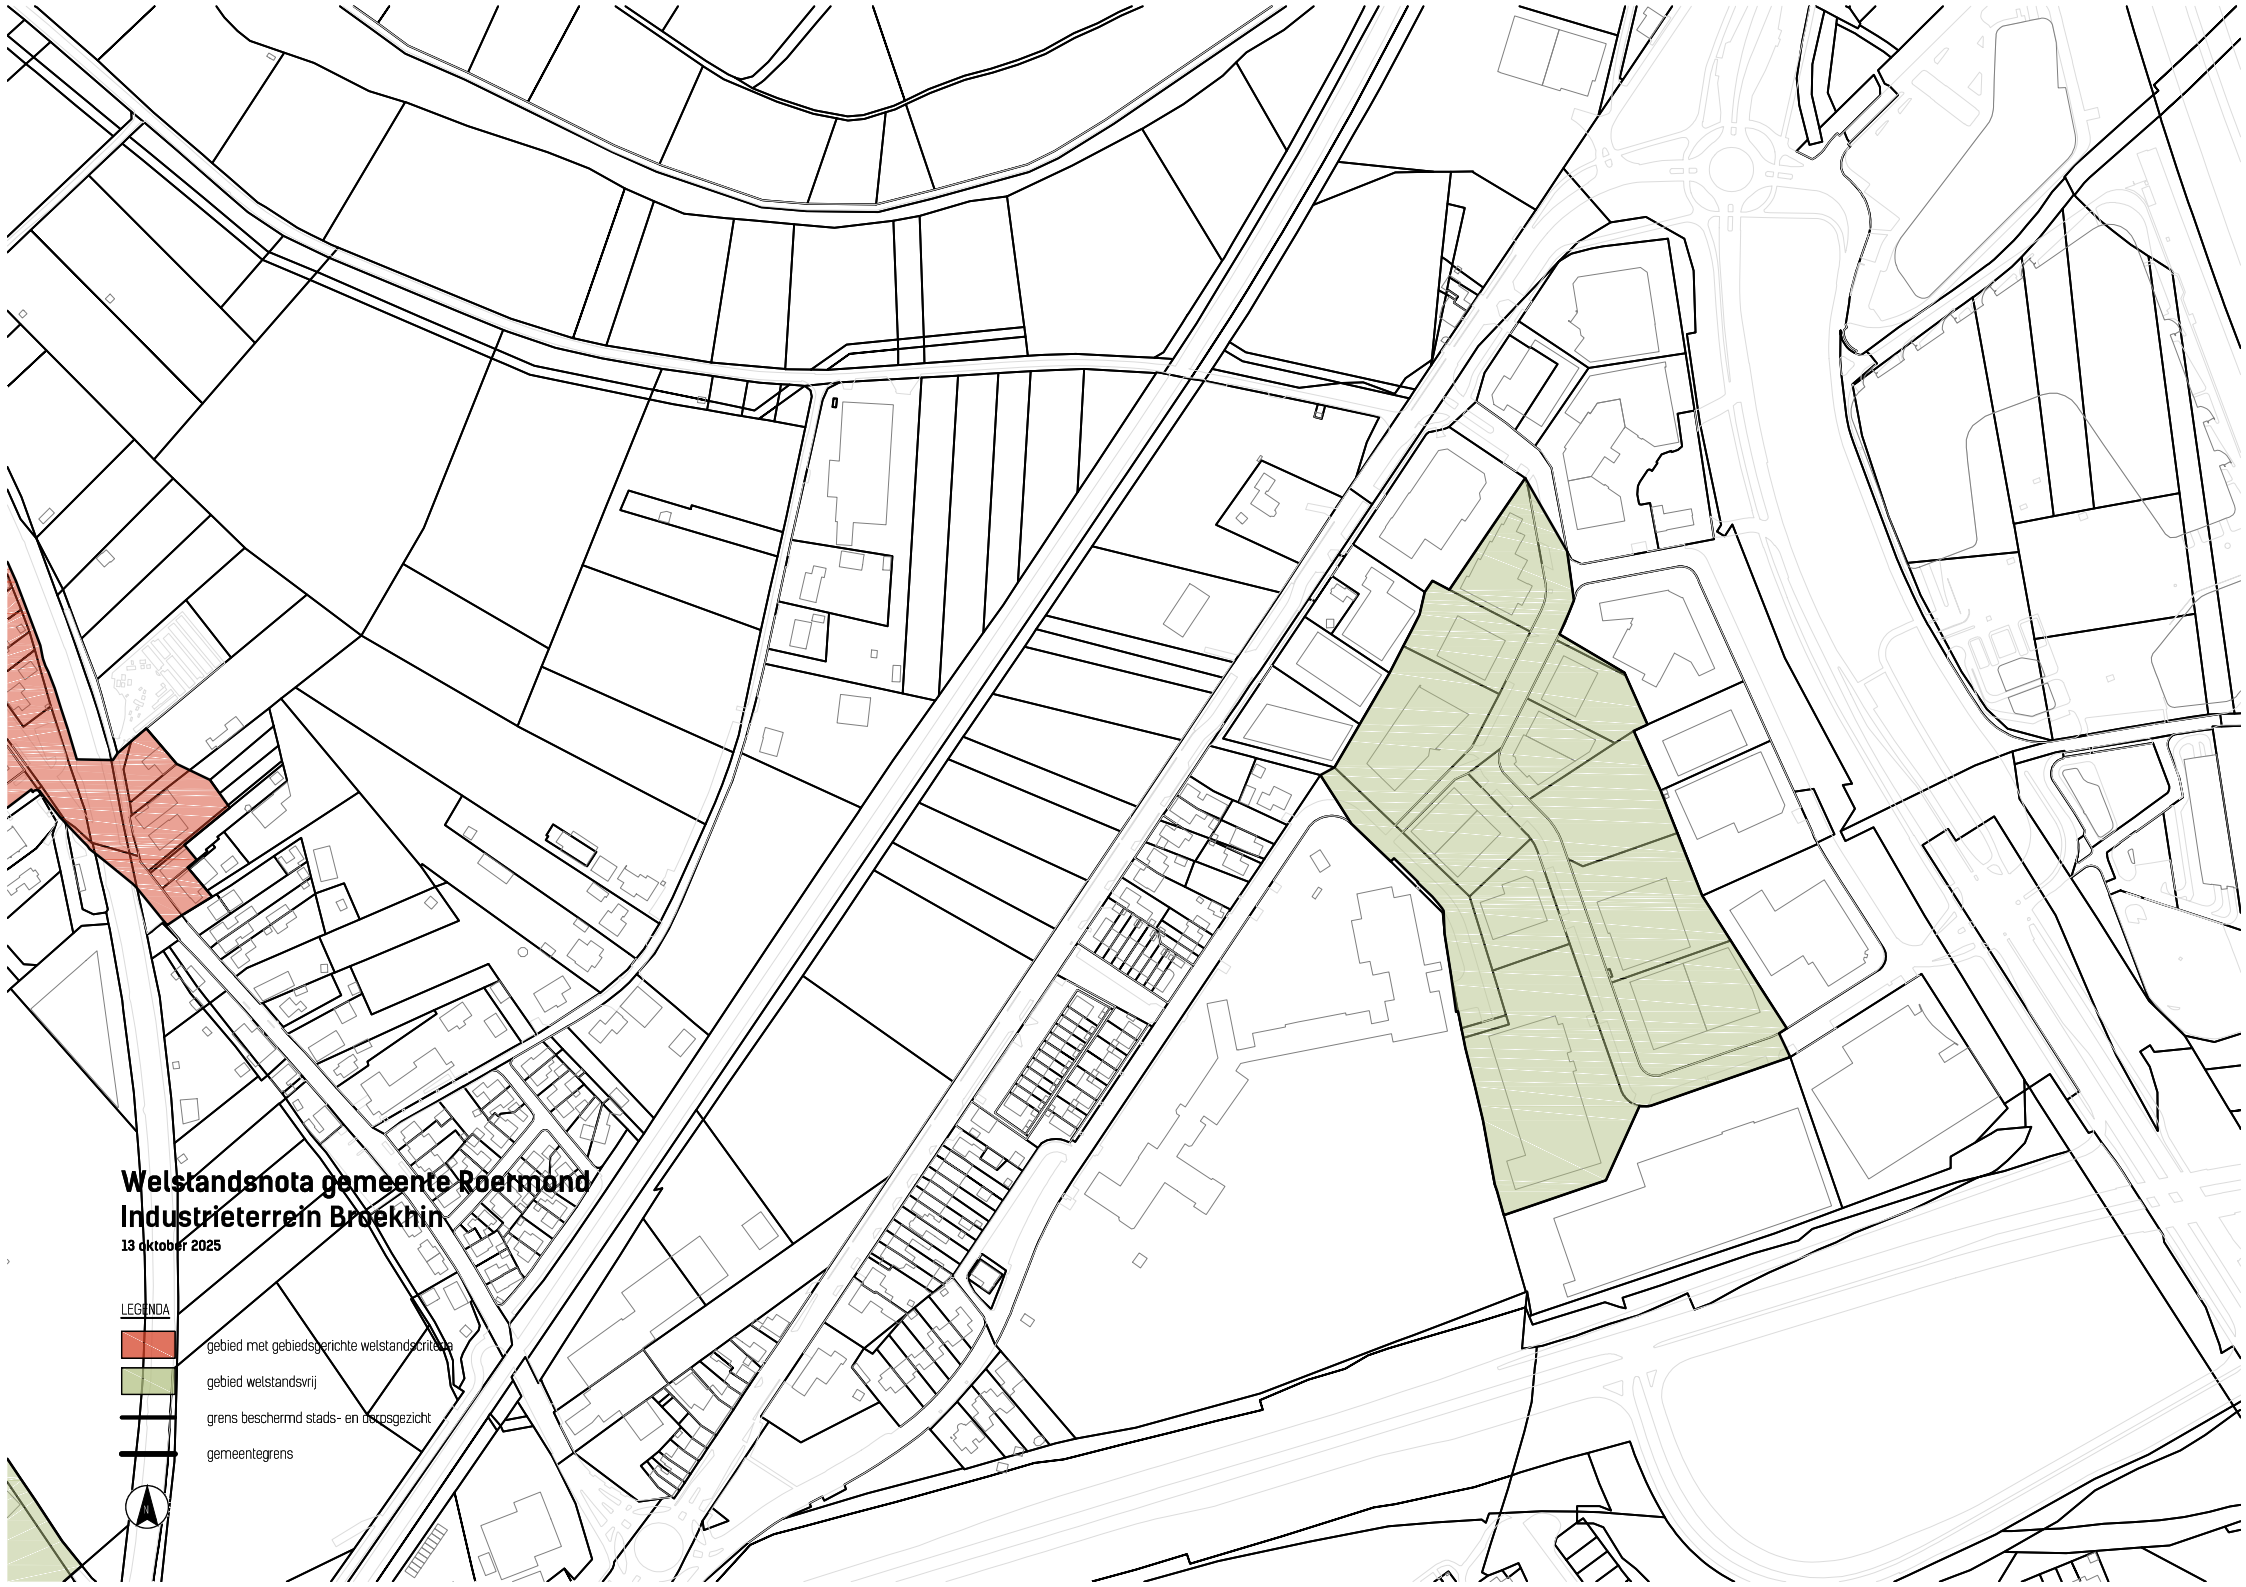 Welstandsnota gemeente Roermond
Industrieterrein Broekhin
13 oktober 2025
LEGENDA
gebied met gebiedsgerichte welstandscriteria
gebied welstandsvrij
grens beschermd stads- en dorpsgezicht
gemeentegrens
N